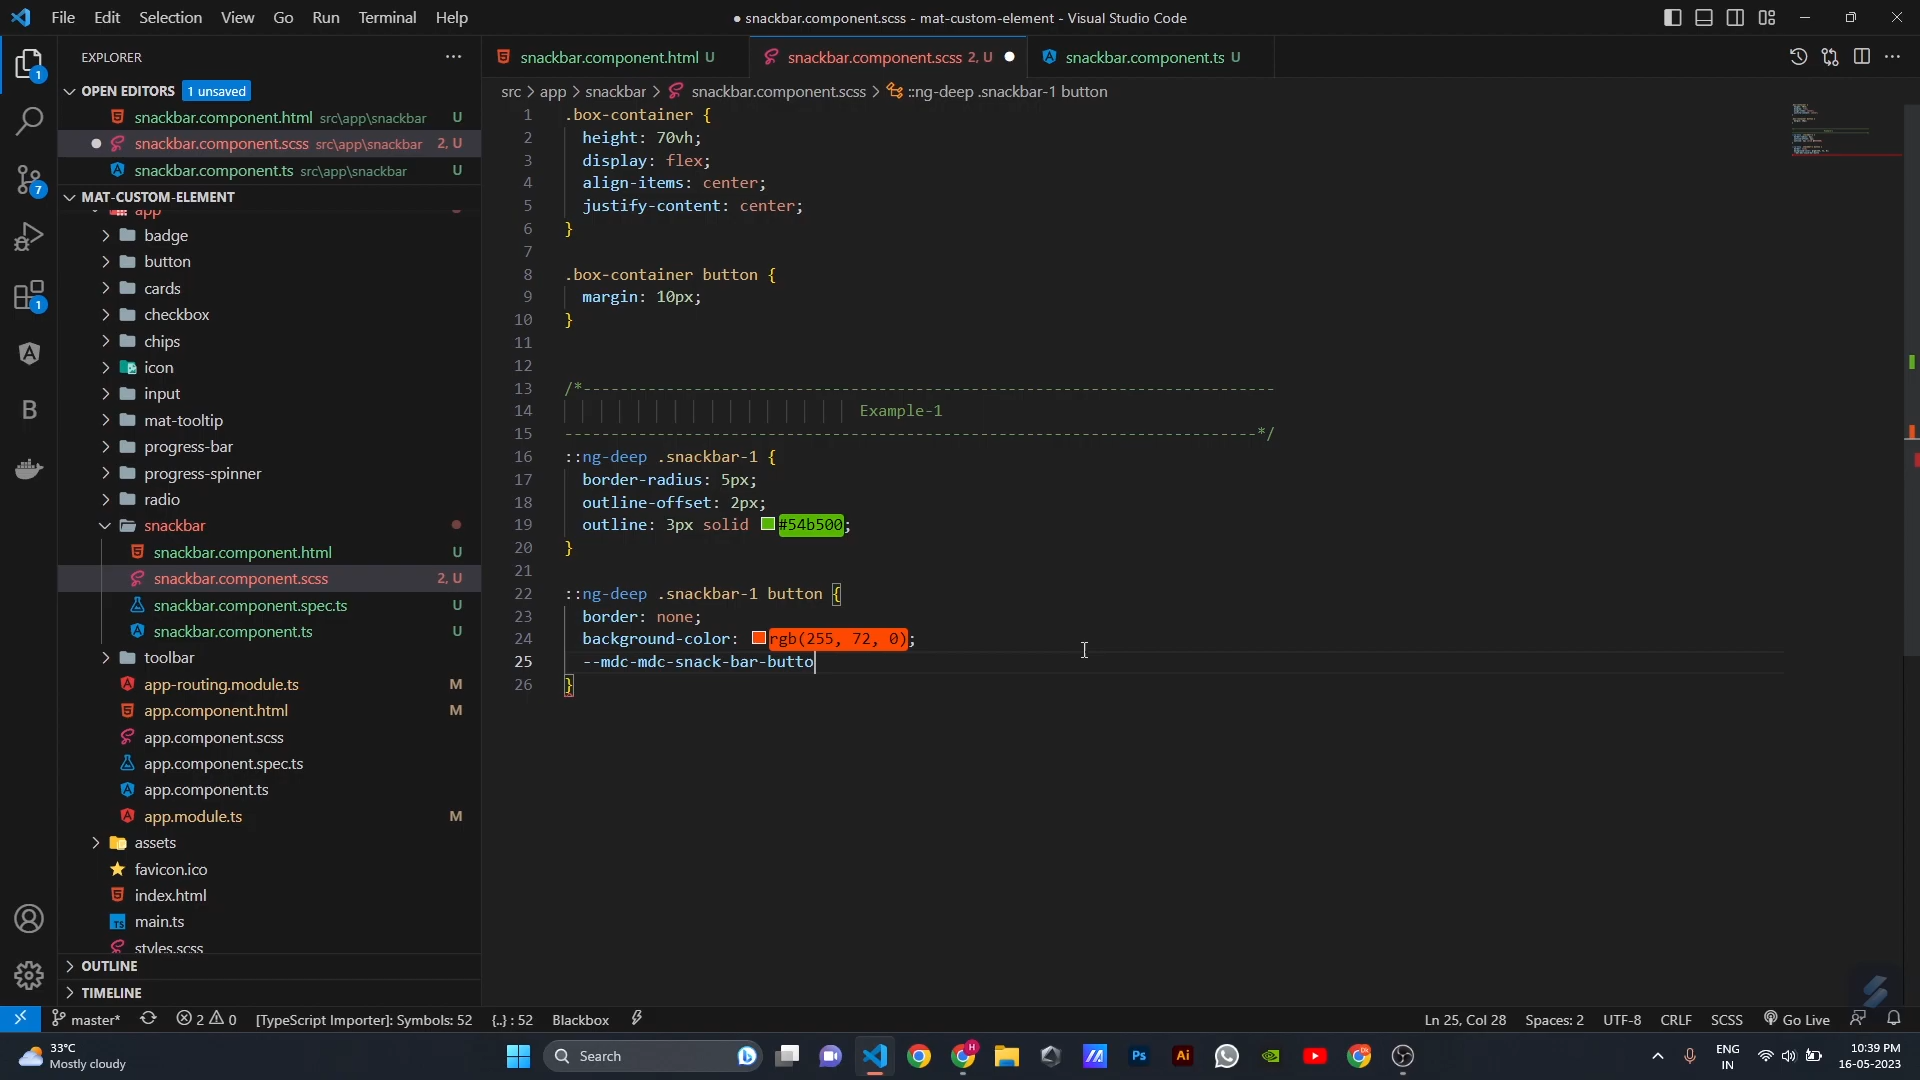 File Edit Selection View Go Run Terminal Help
● snackbar.component.scss - mat-custom-element - Visual Studio Code
EXPLORER
OPEN EDITORS 1 unsaved
snackbar.component.html src\app\snackbar U
snackbar.component.scss src\app\snackbar 2, U
snackbar.component.ts src\app\snackbar U
MAT-CUSTOM-ELEMENT
app
badge
button
cards
checkbox
chips
icon
input
mat-tooltip
progress-bar
progress-spinner
radio
snackbar
snackbar.component.html U
snackbar.component.scss 2, U
snackbar.component.spec.ts U
snackbar.component.ts U
toolbar
app-routing.module.ts M
app.component.html M
app.component.scss
app.component.spec.ts
app.component.ts
app.module.ts M
assets
favicon.ico
index.html
main.ts
styles.scss
OUTLINE
TIMELINE
snackbar.component.html U
snackbar.component.scss 2, U
snackbar.component.ts U
src > app > snackbar > snackbar.component.scss > ::ng-deep .snackbar-1 button
1 .box-container {
2 height: 70vh;
3 display: flex;
4 align-items: center;
5 justify-content: center;
6 }
7
8 .box-container button {
9 margin: 10px;
10 }
11
12
13 /*---------------------------------------------------------------------------
14 Example-1
15 ---------------------------------------------------------------------------*/
16 ::ng-deep .snackbar-1 {
17 border-radius: 5px;
18 outline-offset: 2px;
19 outline: 3px solid #54b500;
20 }
21
22 ::ng-deep .snackbar-1 button {
23 border: none;
24 background-color: rgb(255, 72, 0);
25 --mdc-mdc-snack-bar-butto
26 }
master* 2 0 [TypeScript Importer]: Symbols: 52 {..} : 52 Blackbox
Ln 25, Col 28 Spaces: 2 UTF-8 CRLF SCSS Go Live
33°C
Mostly cloudy
Search
ENG
IN
10:39 PM
16-05-2023